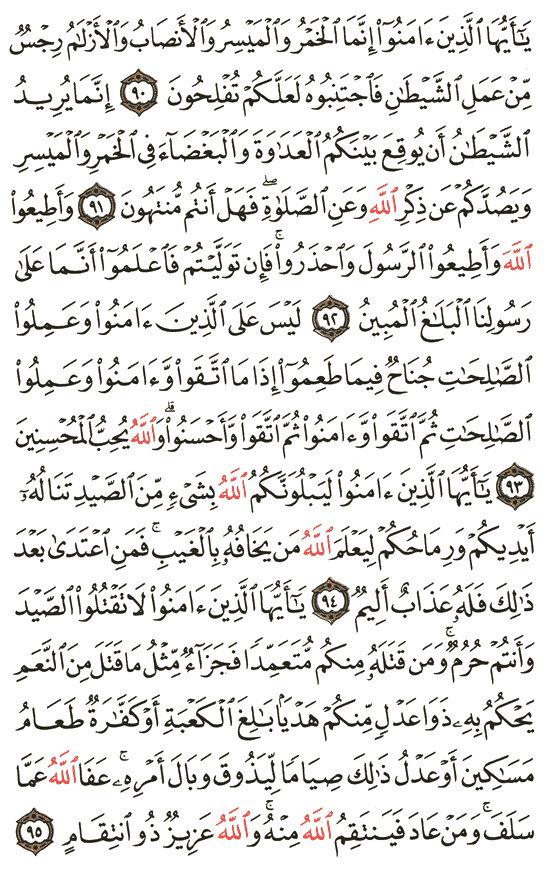 يَٰٓأَيُّهَا ٱلَّذِينَ ءَامَنُوٓا۟ إِنَّمَا ٱلْخَمْرُ وَٱلْمَيْسِرُ وَٱلْأَنصَابُ وَٱلْأَزْلَٰمُ رِجْسٌ
مِّنْ عَمَلِ ٱلشَّيْطَٰنِ فَٱجْتَنِبُوهُ لَعَلَّكُمْ تُفْلِحُونَ ٩٠ إِنَّمَا يُرِيدُ
ٱلشَّيْطَٰنُ أَن يُوقِعَ بَيْنَكُمُ ٱلْعَدَٰوَةَ وَٱلْبَغْضَآءَ فِى ٱلْخَمْرِ وَٱلْمَيْسِرِ
وَيَصُدَّكُمْ عَن ذِكْرِ ٱللَّهِ وَعَنِ ٱلصَّلَوٰةِ ۖ فَهَلْ أَنتُم مُّنتَهُونَ ٩١ وَأَطِيعُوا۟
ٱللَّهَ وَأَطِيعُوا۟ ٱلرَّسُولَ وَٱحْذَرُوا۟ ۚ فَإِن تَوَلَّيْتُمْ فَٱعْلَمُوٓا۟ أَنَّمَا عَلَىٰ
رَسُولِنَا ٱلْبَلَٰغُ ٱلْمُبِينُ ٩٢ لَيْسَ عَلَى ٱلَّذِينَ ءَامَنُوا۟ وَعَمِلُوا۟
ٱلصَّٰلِحَٰتِ جُنَاحٌ فِيمَا طَعِمُوٓا۟ إِذَا مَا ٱتَّقَوا۟ وَّءَامَنُوا۟ وَعَمِلُوا۟
ٱلصَّٰلِحَٰتِ ثُمَّ ٱتَّقَوا۟ وَّءَامَنُوا۟ ثُمَّ ٱتَّقَوا۟ وَّأَحْسَنُوا۟ ۗ وَٱللَّهُ يُحِبُّ ٱلْمُحْسِنِينَ
٩٣ يَٰٓأَيُّهَا ٱلَّذِينَ ءَامَنُوا۟ لَيَبْلُوَنَّكُمُ ٱللَّهُ بِشَىْءٍ مِّنَ ٱلصَّيْدِ تَنَالُهُۥٓ
أَيْدِيكُمْ وَرِمَاحُكُمْ لِيَعْلَمَ ٱللَّهُ مَن يَخَافُهُۥ بِٱلْغَيْبِ ۚ فَمَنِ ٱعْتَدَىٰ بَعْدَ
ذَٰلِكَ فَلَهُۥ عَذَابٌ أَلِيمٌ ٩٤ يَٰٓأَيُّهَا ٱلَّذِينَ ءَامَنُوا۟ لَا تَقْتُلُوا۟ ٱلصَّيْدَ
وَأَنتُمْ حُرُمٌ ۚ وَمَن قَتَلَهُۥ مِنكُم مُّتَعَمِّدًا فَجَزَآءٌ مِّثْلُ مَا قَتَلَ مِنَ ٱلنَّعَمِ
يَحْكُمُ بِهِۦ ذَوَا عَدْلٍ مِّنكُمْ هَدْيًۢا بَٰلِغَ ٱلْكَعْبَةِ أَوْ كَفَّٰرَةٌ طَعَامُ
مَسَٰكِينَ أَوْ عَدْلُ ذَٰلِكَ صِيَامًا لِّيَذُوقَ وَبَالَ أَمْرِهِۦ ۗ عَفَا ٱللَّهُ عَمَّا
سَلَفَ ۚ وَمَنْ عَادَ فَيَنتَقِمُ ٱللَّهُ مِنْهُ ۗ وَٱللَّهُ عَزِيزٌ ذُو ٱنتِقَامٍ ٩٥